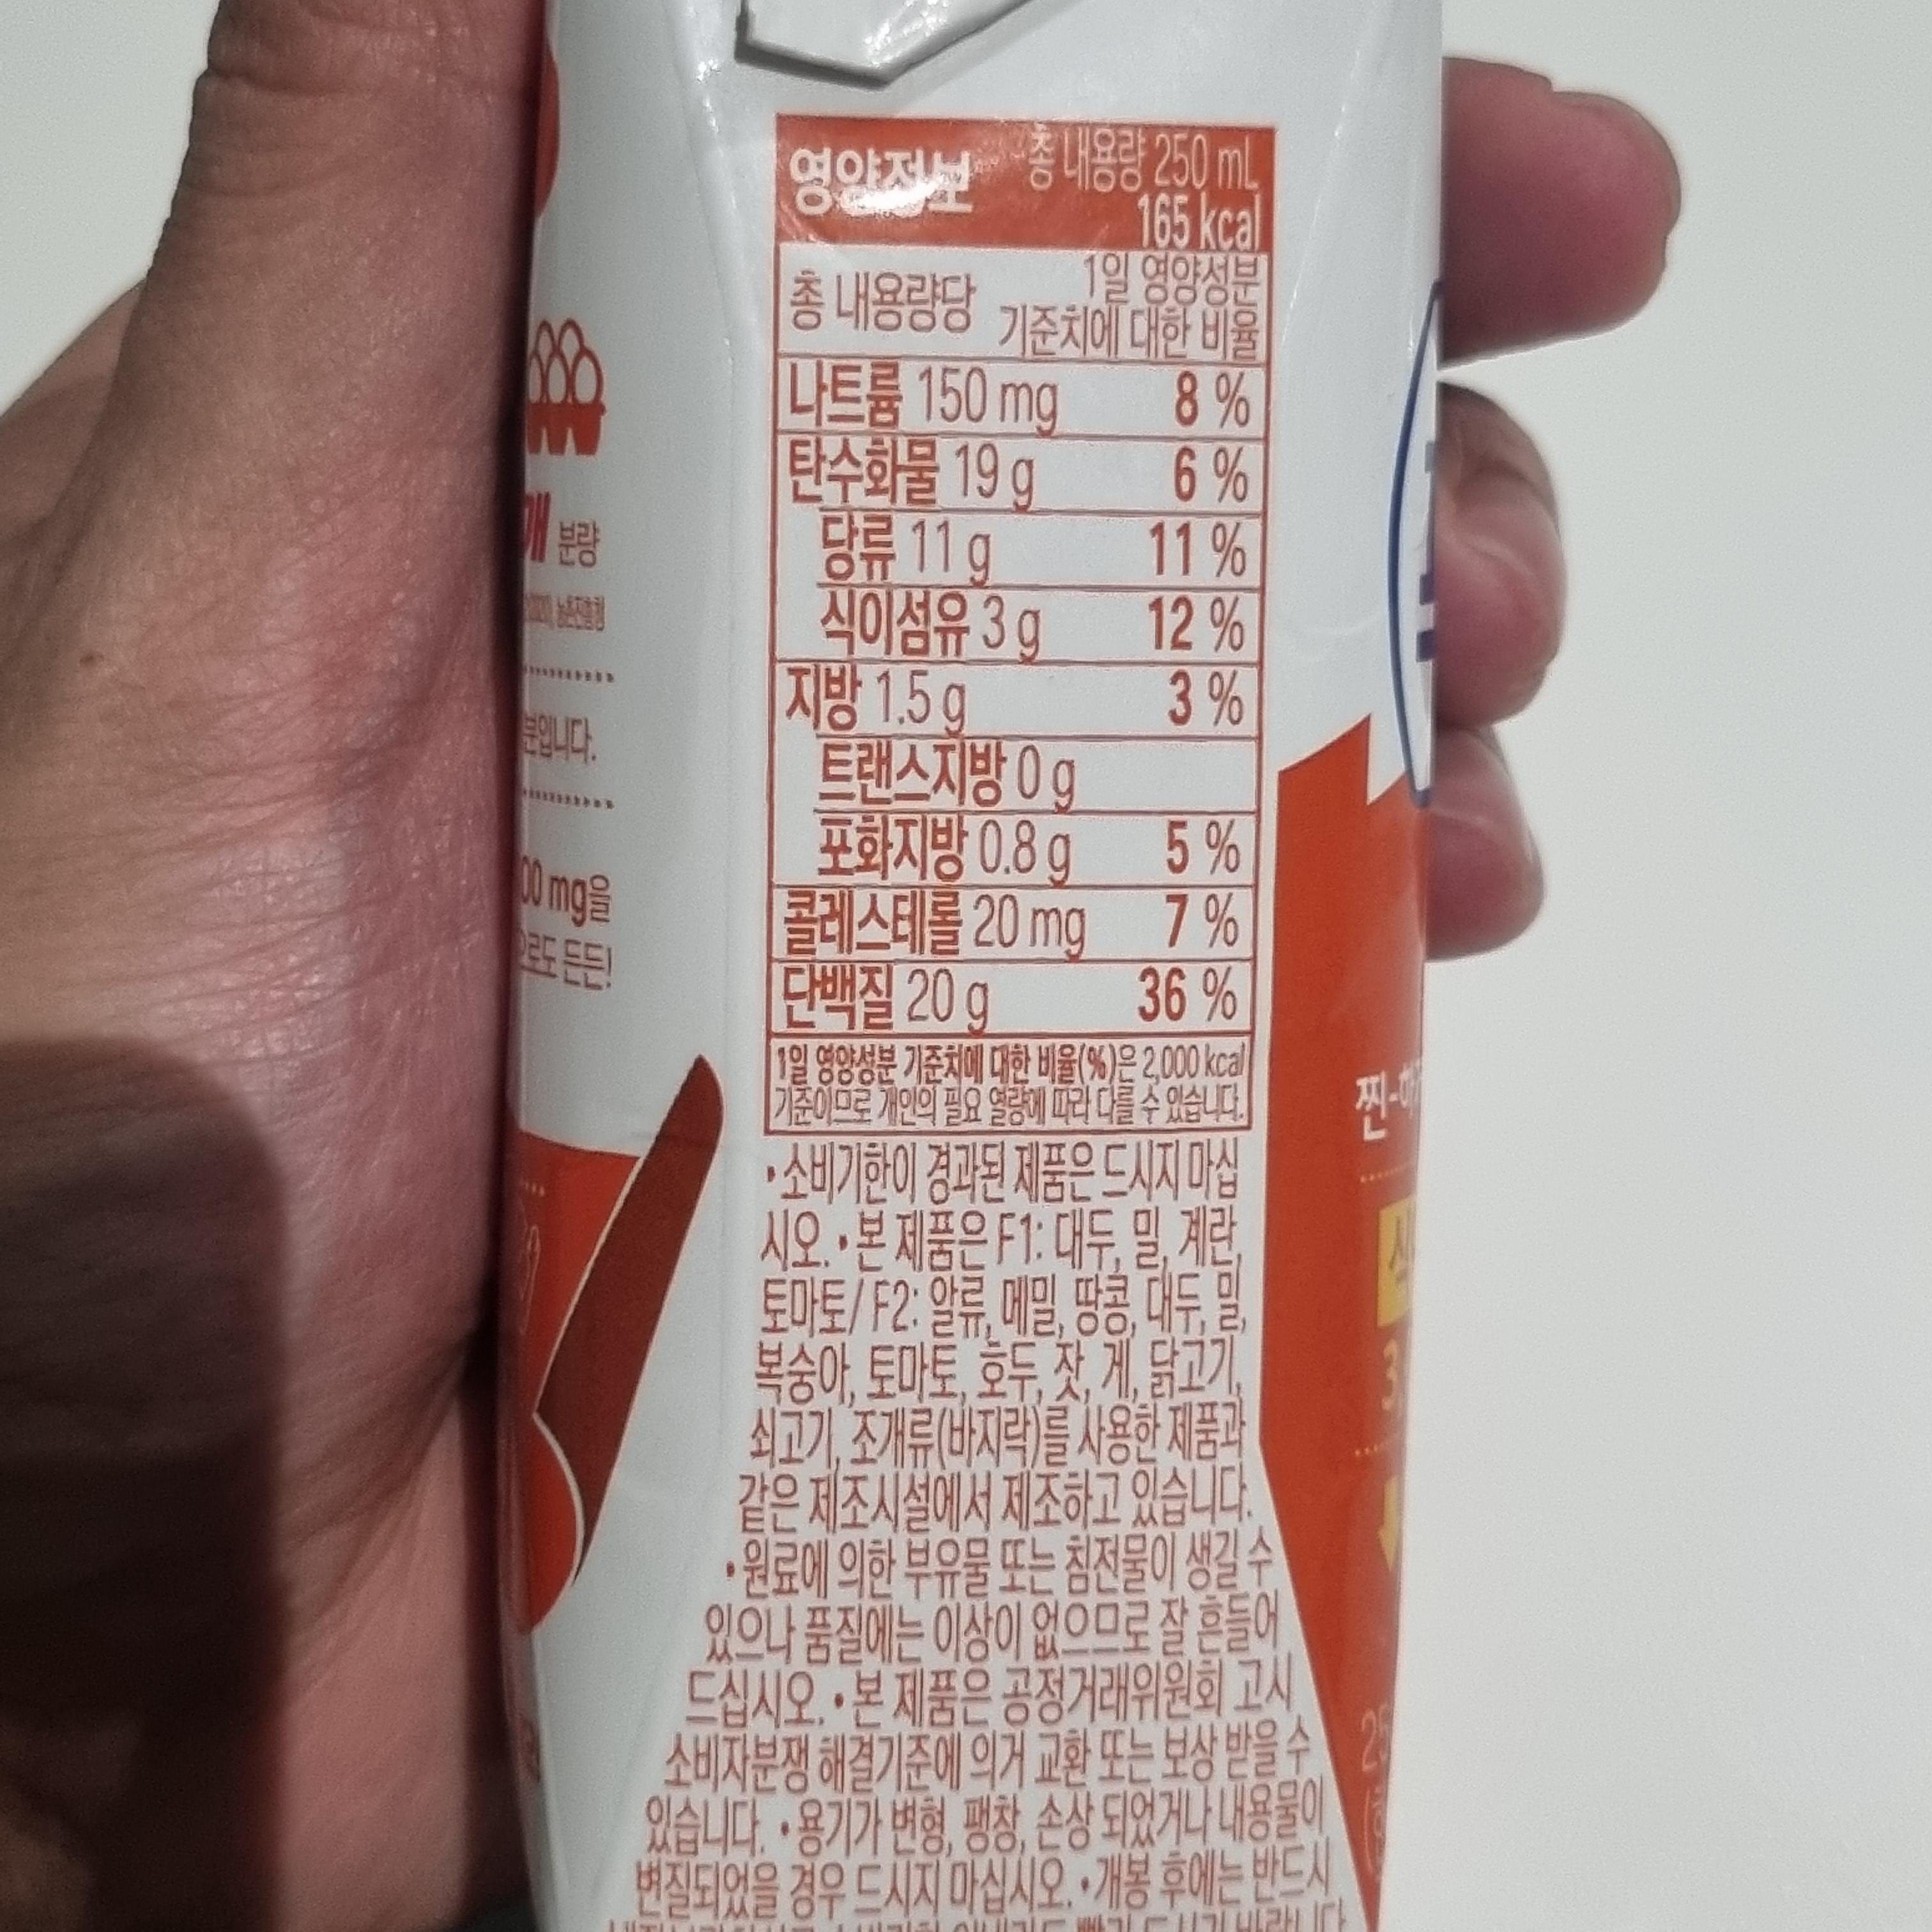 영양정보 총 내용량 250 mL
165 kcal
총 내용량당 1일 영양성분
기준치에 대한 비율
나트륨 150 mg 8 %
탄수화물 19 g 6 %
당류 11 g 11 %
식이섬유 3 g 12 %
지방 1.5 g 3 %
트랜스지방 0 g
포화지방 0.8 g 5 %
콜레스테롤 20 mg 7 %
단백질 20 g 36 %
1일 영양성분 기준치에 대한 비율(%)은 2,000 kcal
기준이므로 개인의 필요 열량에 따라 다를 수 있습니다.
• 소비기한이 경과된 제품은 드시지 마십
시오. • 본 제품은 F1: 대두, 밀, 계란,
토마토/ F2: 알류, 메밀, 땅콩, 대두, 밀,
복숭아, 토마토, 호두, 잣, 게, 닭고기,
쇠고기, 조개류(바지락)를 사용한 제품과
같은 제조시설에서 제조하고 있습니다.
• 원료에 의한 부유물 또는 침전물이 생길 수
있으나 품질에는 이상이 없으므로 잘 흔들어
드십시오. • 본 제품은 공정거래위원회 고시
소비자분쟁 해결기준에 의거 교환 또는 보상 받을 수
있습니다. • 용기가 변형, 팽창, 손상 되었거나 내용물이
변질되었을 경우 드시지 마십시오. • 개봉 후에는 반드시
개 분량
분입니다.
00 mg을
으로도 든든!
찐-
25